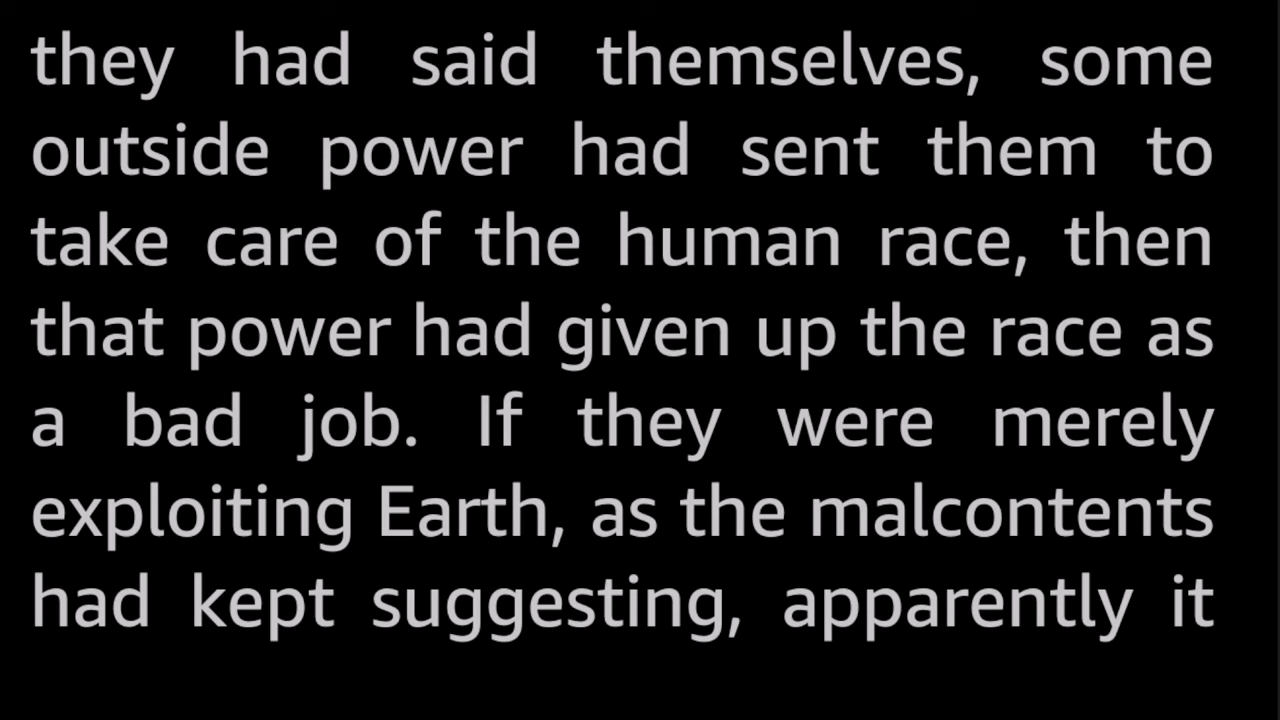 they had said themselves, some
outside power had sent them to
take care of the human race, then
that power had given up the race as
a bad job. If they were merely
exploiting Earth, as the malcontents
had kept suggesting, apparently it